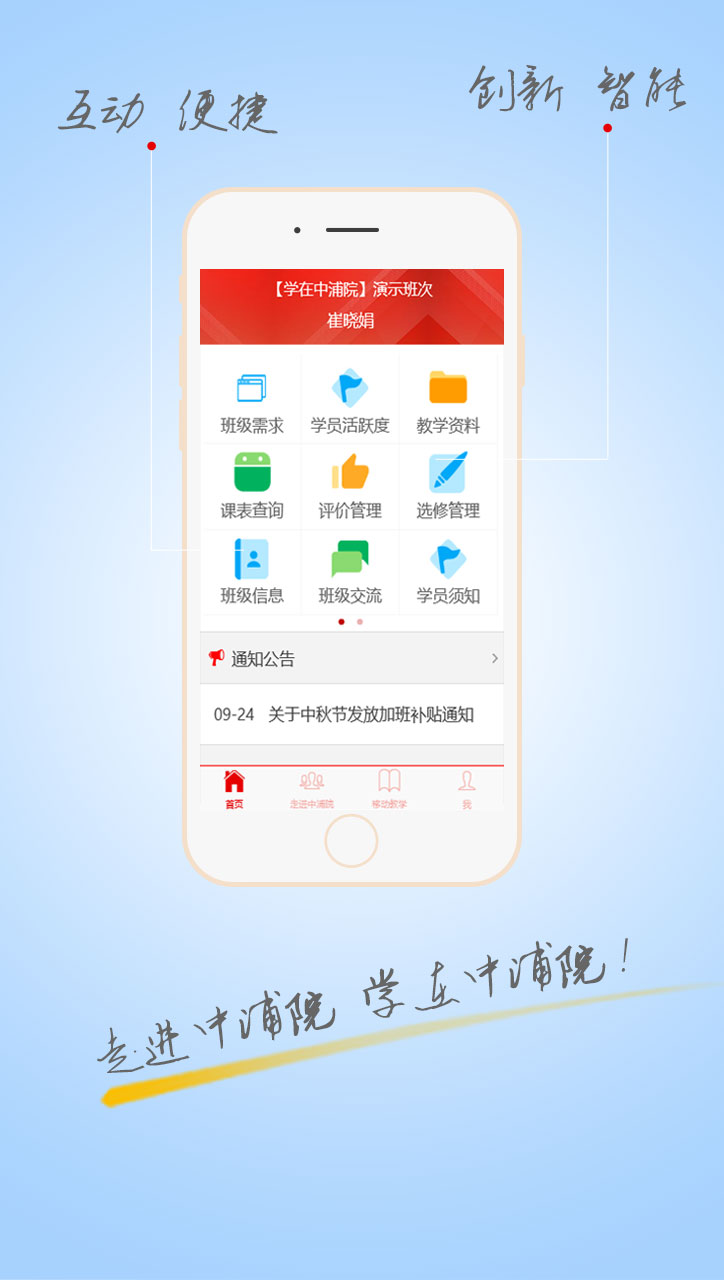 互动 便捷
创新 智能
【学在中浦院】演示班次
崔晓娟
班级需求 学员活跃度 教学资料
课表查询 评价管理 选修管理
班级信息 班级交流 学员须知
通知公告
09-24 关于中秋节发放加班补贴通知
首页 走进中浦院 移动教学 我
走进中浦院 学在中浦院！